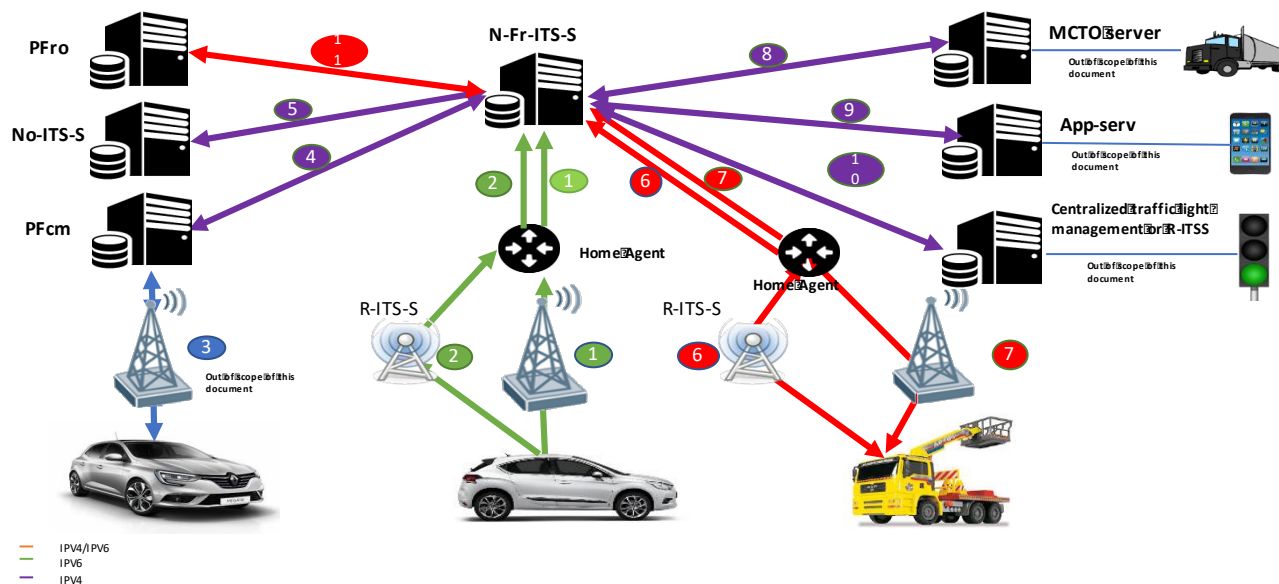 PFro
No-ITS-S
PFcm
N-Fr-ITS-S
MCTO server
Out of scope of this
document
App-serv
Out of scope of this
document
Centralized traffic light
management or R-ITSS
Out of scope of this
document
1
1
5
4
8
9
1
0
2
1
6
7
Home Agent
Home Agent
R-ITS-S
R-ITS-S
3
Out of scope of this
document
2
1
6
7
IPV4/IPV6
IPV6
IPV4